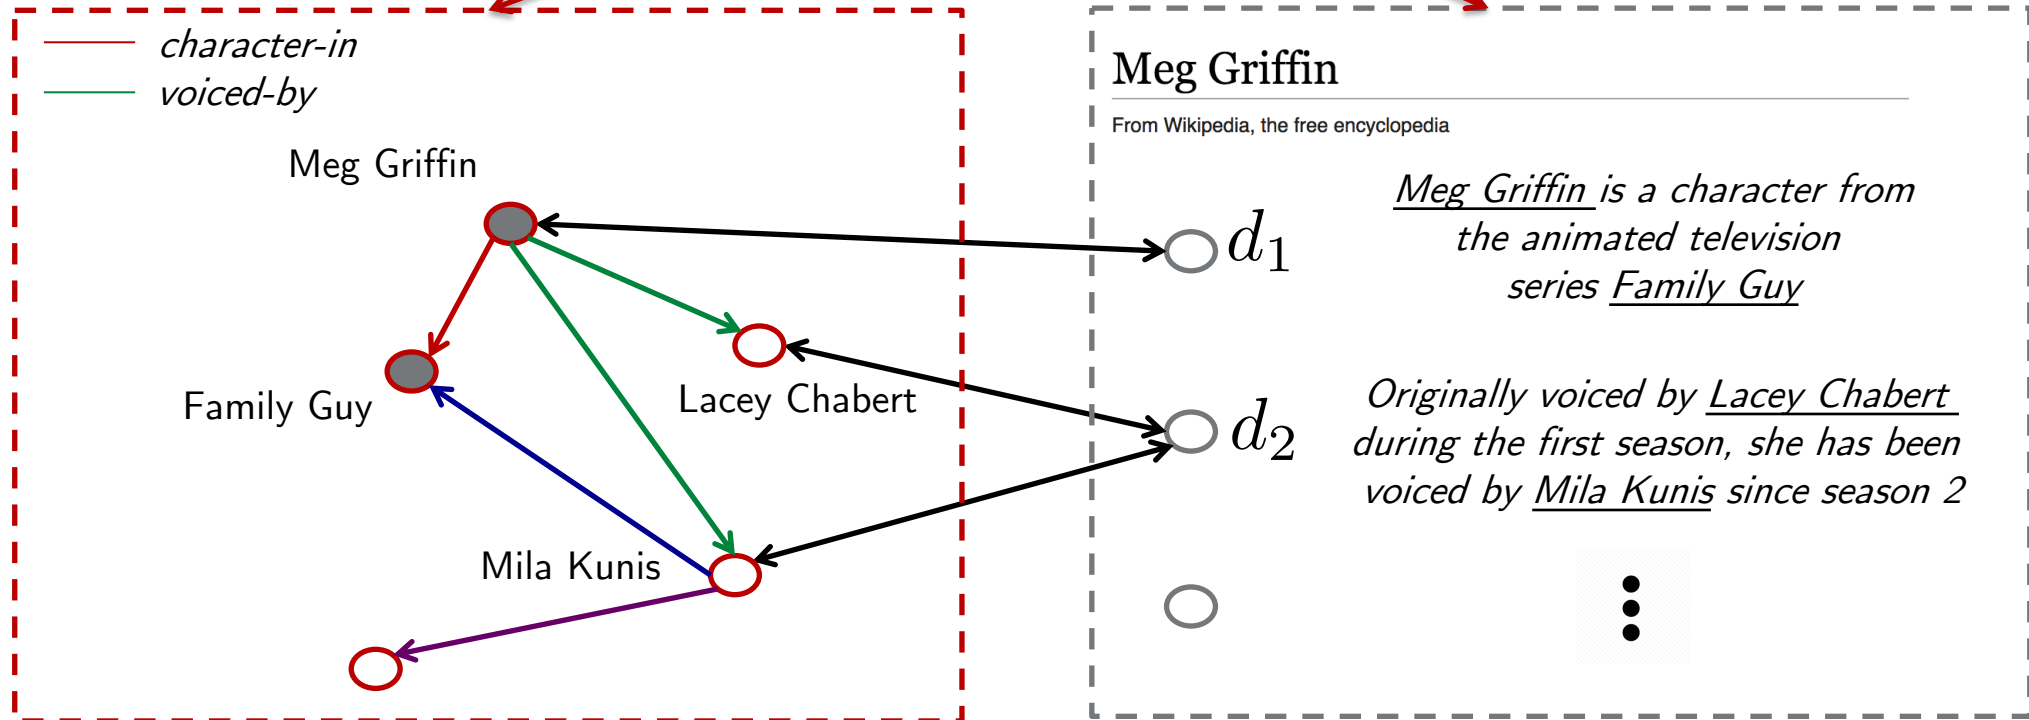 character-in
voiced-by
Meg Griffin
Family Guy
Lacey Chabert
Mila Kunis
Meg Griffin
From Wikipedia, the free encyclopedia
d1
Meg Griffin is a character from
the animated television
series Family Guy
d2
Originally voiced by Lacey Chabert
during the first season, she has been
voiced by Mila Kunis since season 2